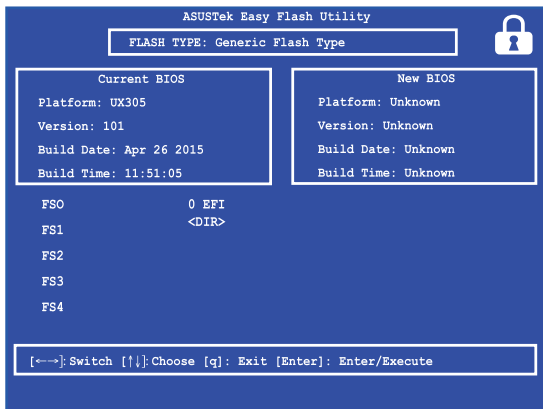 ASUSTek Easy Flash Utility
FLASH TYPE: Generic Flash Type
Current BIOS
Platform: UX305
Version: 101
Build Date: Apr 26 2015
Build Time: 11:51:05
New BIOS
Platform: Unknown
Version: Unknown
Build Date: Unknown
Build Time: Unknown
FSO
FS1
FS2
FS3
FS4
0 EFI
<DIR>
[←→]: Switch [↑↓]: Choose [q]: Exit [Enter]: Enter/Execute